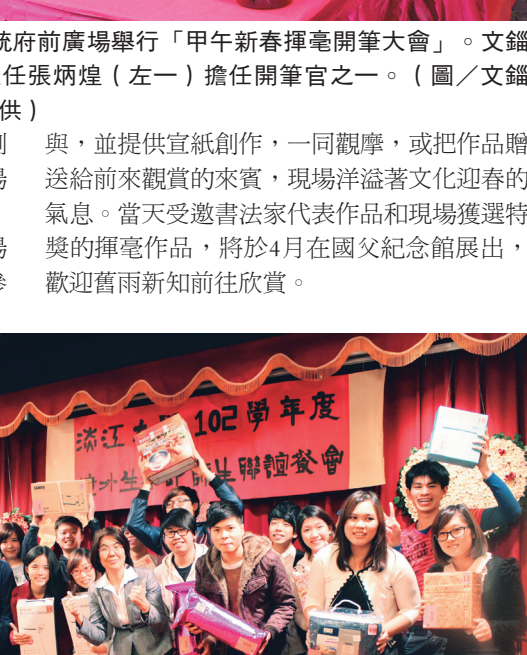 統府前廣場舉行「甲午新春揮毫開筆大會」。文錙
任張炳煌(左一)擔任開筆官之一。(圖/文錙
供)
與,並提供宣紙創作,一同觀摩,或把作品贈
送給前來觀賞的來賓,現場洋溢著文化迎春的
氣息。當天受邀書法家代表作品和現場獲選特
獎的揮毫作品,將於4月在國父紀念館展出,
歡迎舊雨新知前往欣賞。
淡江大學 102學年度
師生聯誼餐會